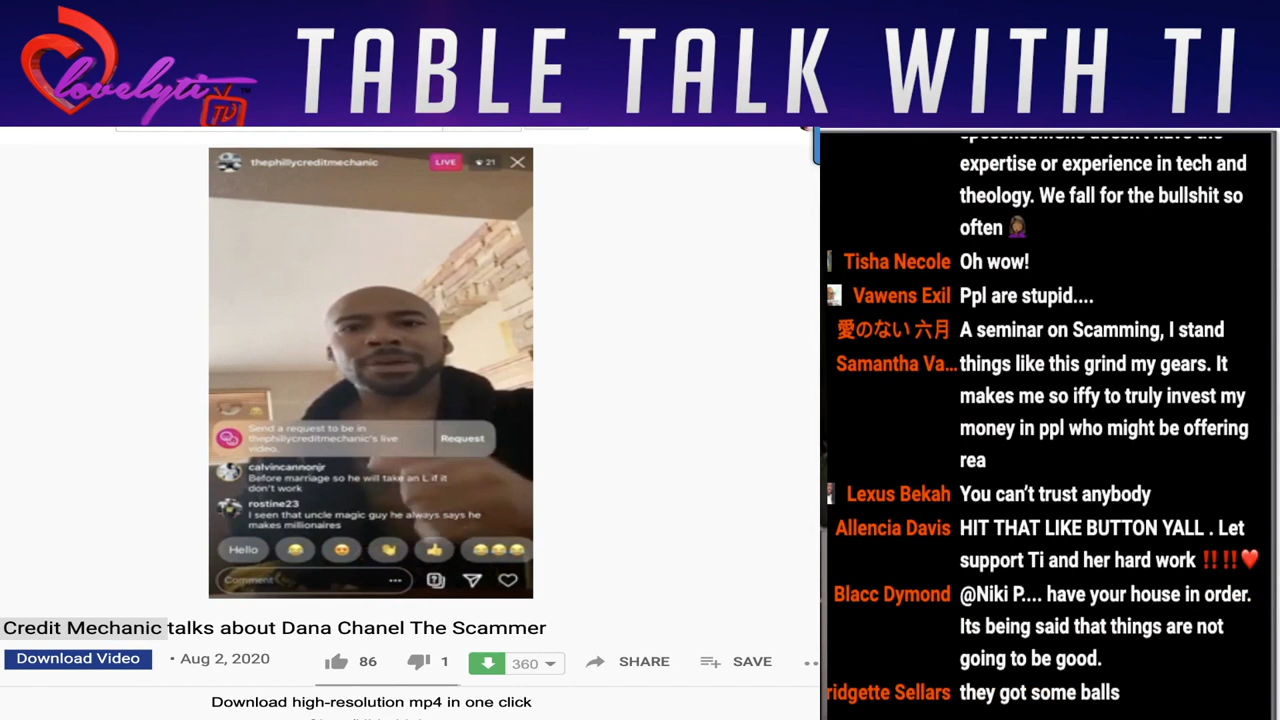 lovelyti TV ™
TABLE TALK WITH TI
thephillycreditmechanic LIVE 21
Send a request to be in
thephillycreditmechanic's live
video.
Request
calvincannonjr
Before marriage so he will take an L if it
don't work
rostine23
I seen that uncle magic guy he always says he
makes millionaires
Hello 😂 😍 👏 👍 😂😂😂
Comment
Credit Mechanic talks about Dana Chanel The Scammer
Download Video • Aug 2, 2020 86 1 360 SHARE SAVE
Download high-resolution mp4 in one click
expertise or experience in tech and
theology. We fall for the bullshit so
often 🤦🏾‍♀️
Tisha Necole Oh wow!
Vawens Exil Ppl are stupid....
愛のない 六月 A seminar on Scamming, I stand
Samantha Va... things like this grind my gears. It
makes me so iffy to truly invest my
money in ppl who might be offering
rea
Lexus Bekah You can't trust anybody
Allencia Davis HIT THAT LIKE BUTTON YALL . Let
support Ti and her hard work ‼️‼️❤️
Blacc Dymond @Niki P.... have your house in order.
Its being said that things are not
going to be good.
ridgette Sellars they got some balls